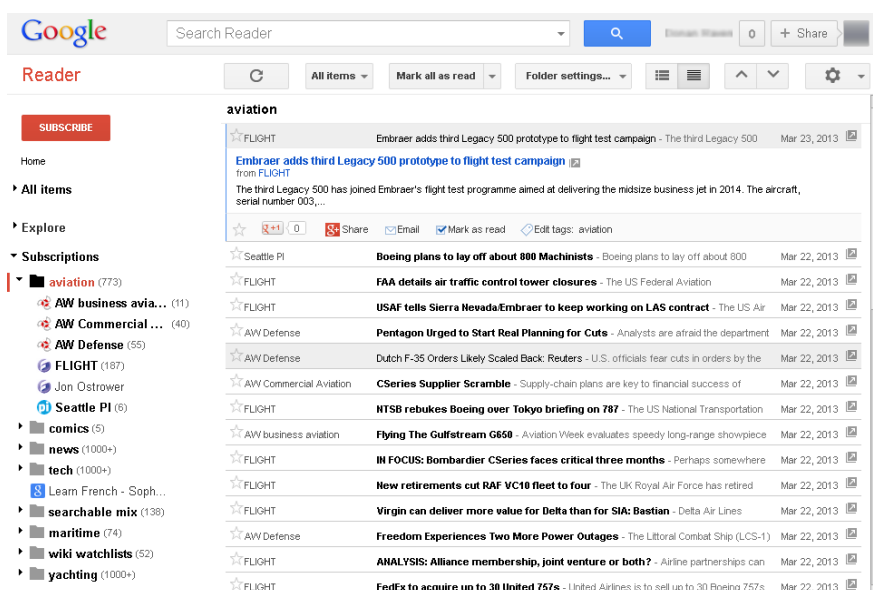 Google
Search Reader
0
+ Share
Reader
All items
Mark all as read
Folder settings...
SUBSCRIBE
Home
All items
Explore
Subscriptions
aviation (773)
AW business avia... (11)
AW Commercial ... (40)
AW Defense (55)
FLIGHT (187)
Jon Ostrower
Seattle PI (6)
comics (5)
news (1000+)
tech (1000+)
Learn French - Soph...
searchable mix (138)
maritime (74)
wiki watchlists (52)
yachting (1000+)
aviation
FLIGHT Embraer adds third Legacy 500 prototype to flight test campaign - The third Legacy 500 Mar 23, 2013
Embraer adds third Legacy 500 prototype to flight test campaign
from FLIGHT
The third Legacy 500 has joined Embraer's flight test programme aimed at delivering the midsize business jet in 2014. The aircraft,
serial number 003,...
+1 0 Share Email Mark as read Edit tags: aviation
Seattle PI Boeing plans to lay off about 800 Machinists - Boeing plans to lay off about 800 Mar 22, 2013
FLIGHT FAA details air traffic control tower closures - The US Federal Aviation Mar 22, 2013
FLIGHT USAF tells Sierra Nevada/Embraer to keep working on LAS contract - The US Air Mar 22, 2013
AW Defense Pentagon Urged to Start Real Planning for Cuts - Analysts are afraid the department Mar 22, 2013
AW Defense Dutch F-35 Orders Likely Scaled Back: Reuters - U.S. officials fear cuts in orders by the Mar 22, 2013
AW Commercial Aviation CSeries Supplier Scramble - Supply-chain plans are key to financial success of Mar 22, 2013
FLIGHT NTSB rebukes Boeing over Tokyo briefing on 787 - The US National Transportation Mar 22, 2013
AW business aviation Flying The Gulfstream G650 - Aviation Week evaluates speedy long-range showpiece Mar 22, 2013
FLIGHT IN FOCUS: Bombardier CSeries faces critical three months - Perhaps somewhere Mar 22, 2013
FLIGHT New retirements cut RAF VC10 fleet to four - The UK Royal Air Force has retired Mar 22, 2013
FLIGHT Virgin can deliver more value for Delta than for SIA: Bastian - Delta Air Lines Mar 22, 2013
AW Defense Freedom Experiences Two More Power Outages - The Littoral Combat Ship (LCS-1) Mar 22, 2013
FLIGHT ANALYSIS: Alliance membership, joint venture or both? - Airline partnerships can Mar 22, 2013
FLIGHT FedEx to acquire up to 30 United 757s - United Airlines is to sell up to 30 Boeing 757s Mar 22, 2013